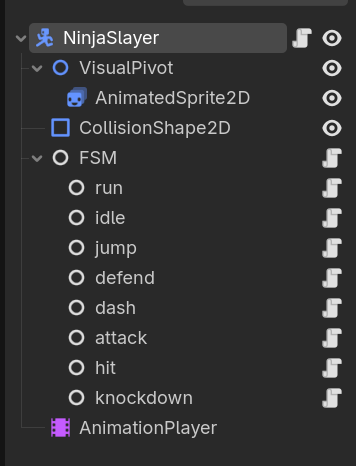 NinjaSlayer
VisualPivot
AnimatedSprite2D
CollisionShape2D
FSM
run
idle
jump
defend
dash
attack
hit
knockdown
AnimationPlayer